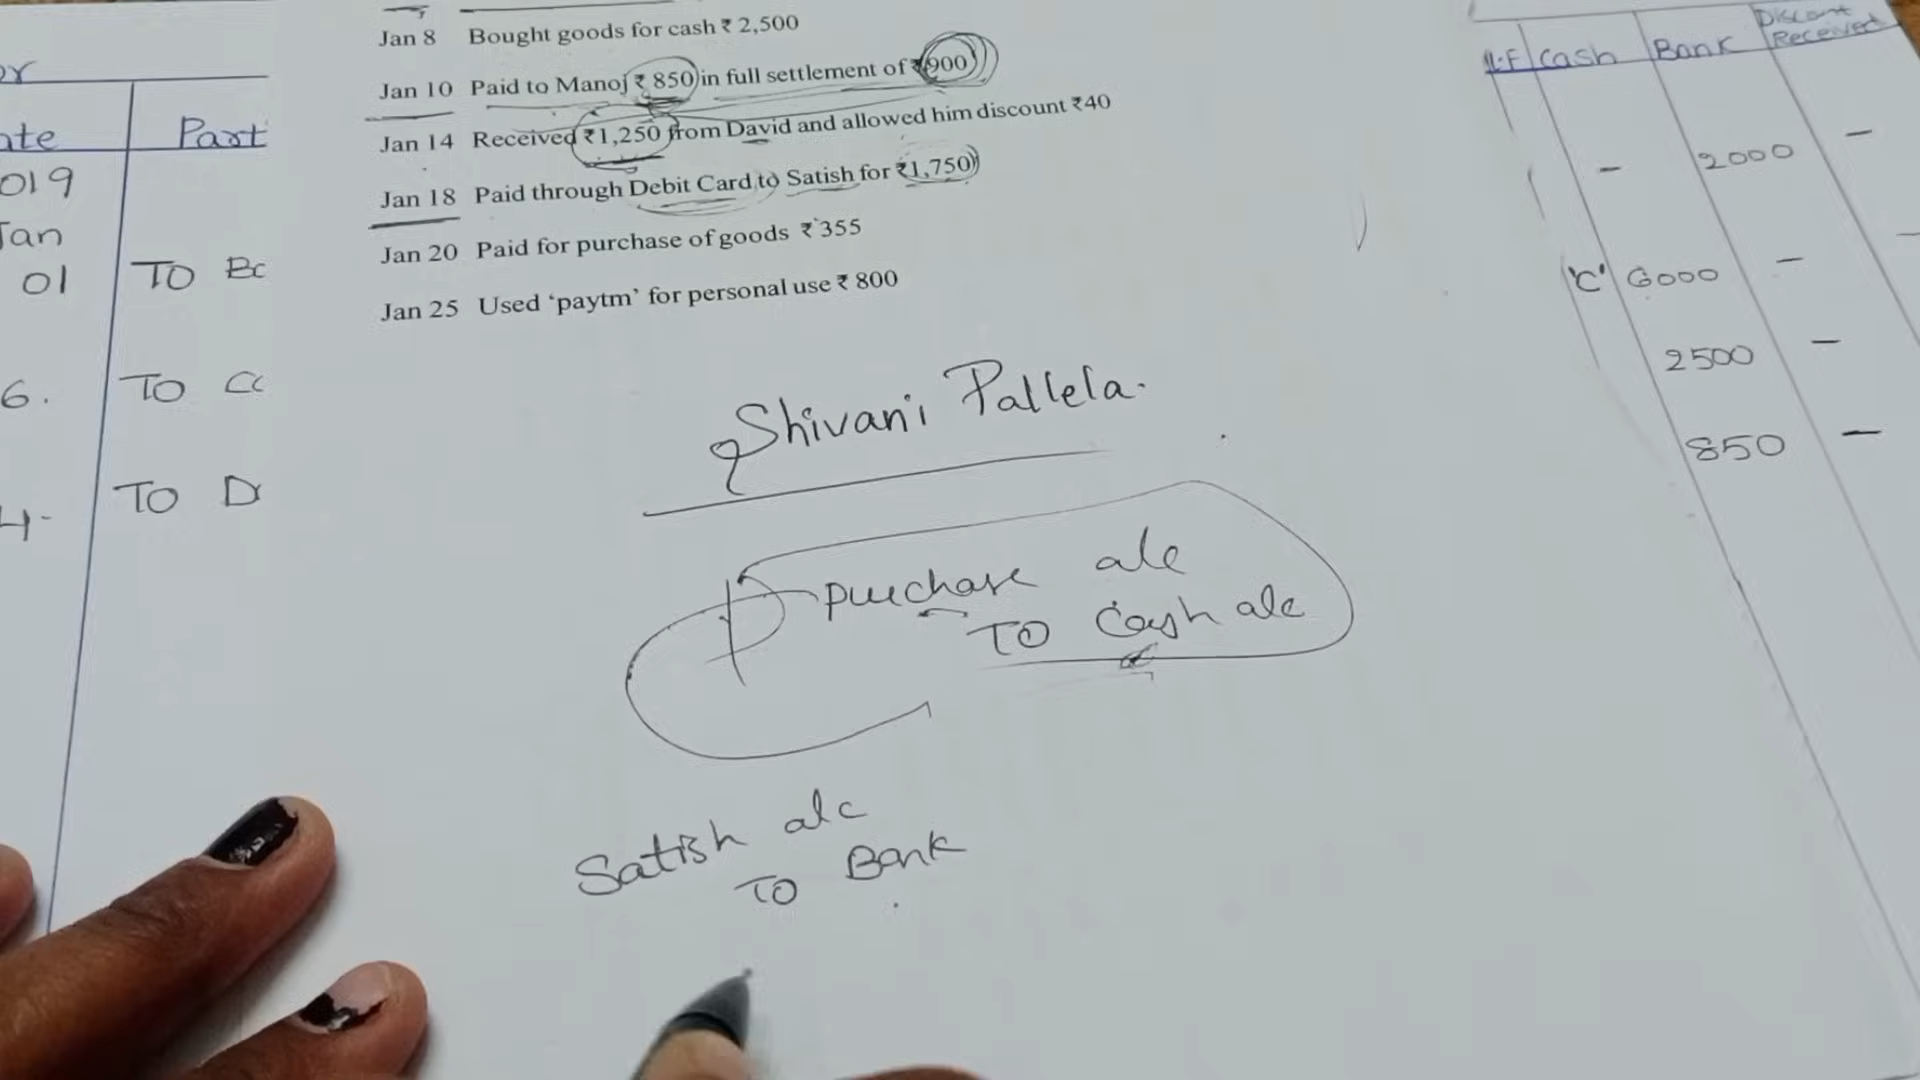 Jan 8 Bought goods for cash ₹ 2,500
Jan 10 Paid to Manoj ₹ 850 in full settlement of ₹900
Jan 14 Received ₹1,250 from David and allowed him discount ₹40
Jan 18 Paid through Debit Card to Satish for ₹1,750
Jan 20 Paid for purchase of goods ₹ 355
Jan 25 Used ‘paytm’ for personal use ₹ 800
Shivani Pallela.
purchase a/c
TO Cash a/c
Satish a/c
TO Bank
ate Part
019
Jan
01 TO Bc
6. TO CC
4. TO D
L.F Cash Bank Discount Received
- 2000 -
'C' 6000 -
2500 -
850 -